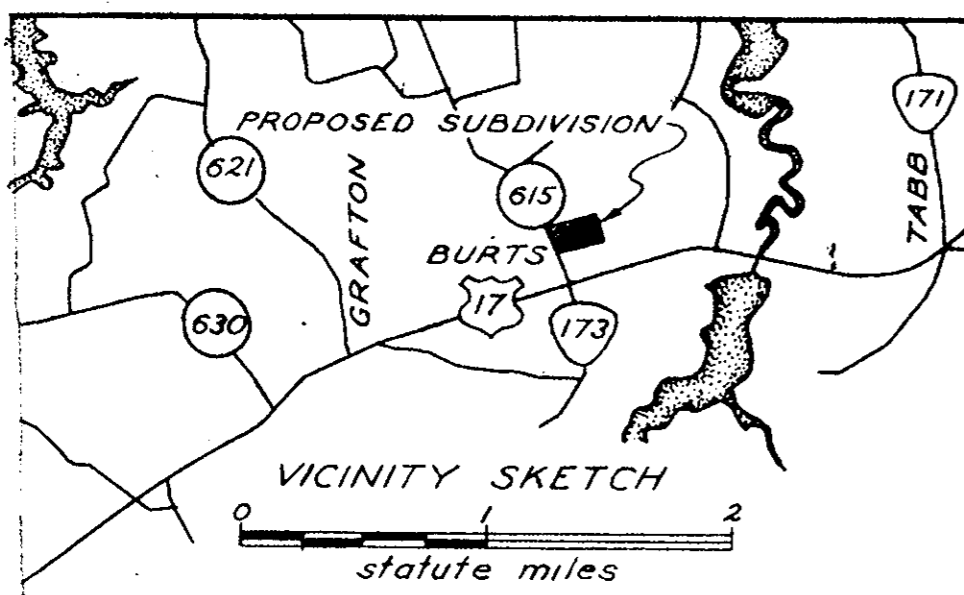 171
PROPOSED SUBDIVISION
621
GRAFTON
615
TABB
BURTS
17
630
173
VICINITY SKETCH
0 1 2
statute miles